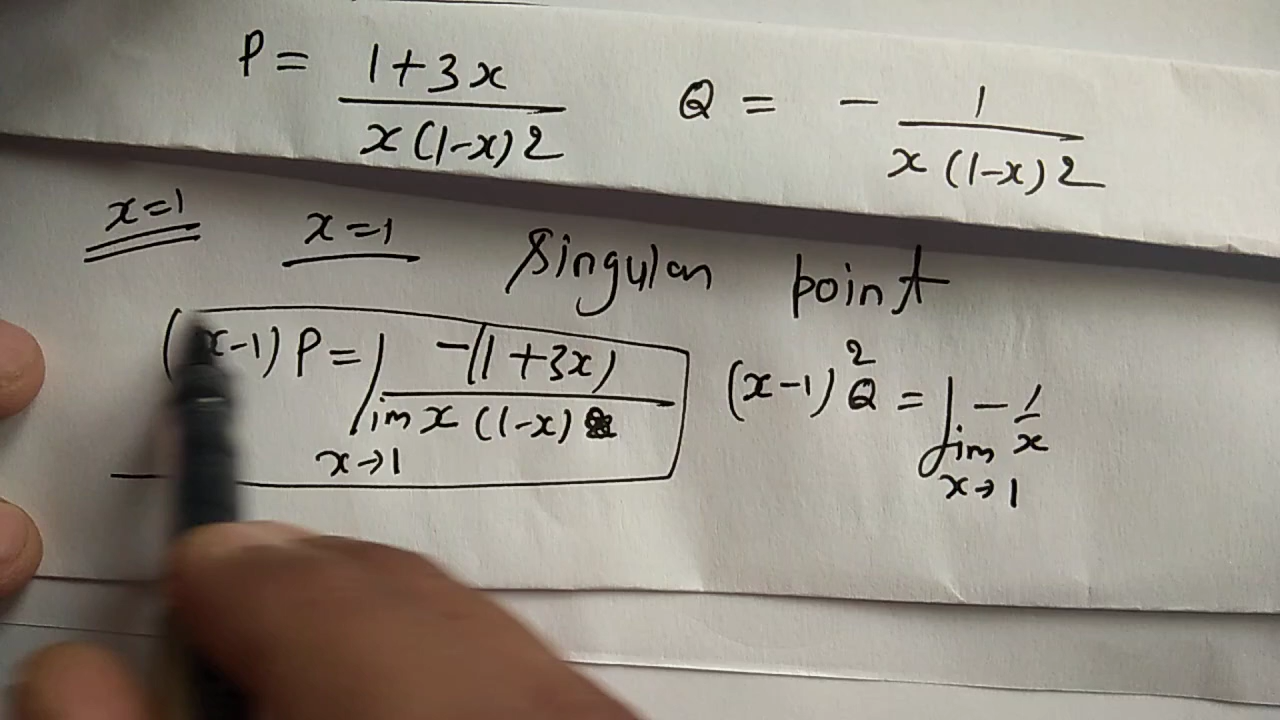 P = 1+3x / x(1-x)2 Q = - 1 / x(1-x)2
x=1 x=1 Singular point
(x-1) P = lim x→1 -(1+3x) / x(1-x) (x-1)2 Q = lim x→1 - 1/x